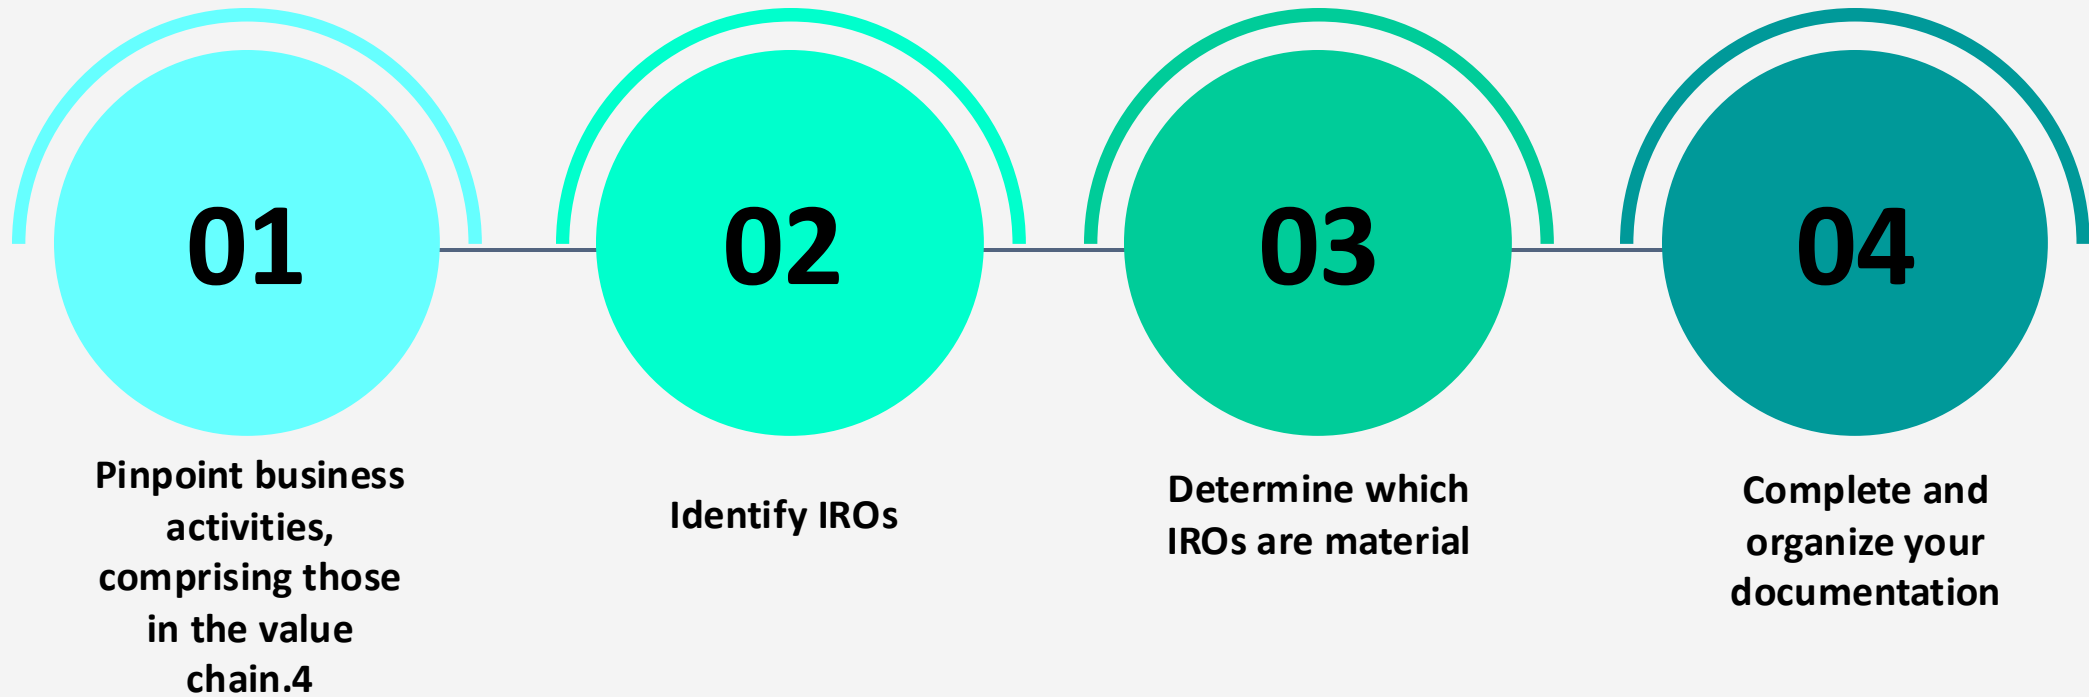 01
Pinpoint business
activities,
comprising those
in the value
chain.4
02
Identify IROs
03
Determine which
IROs are material
04
Complete and
organize your
documentation